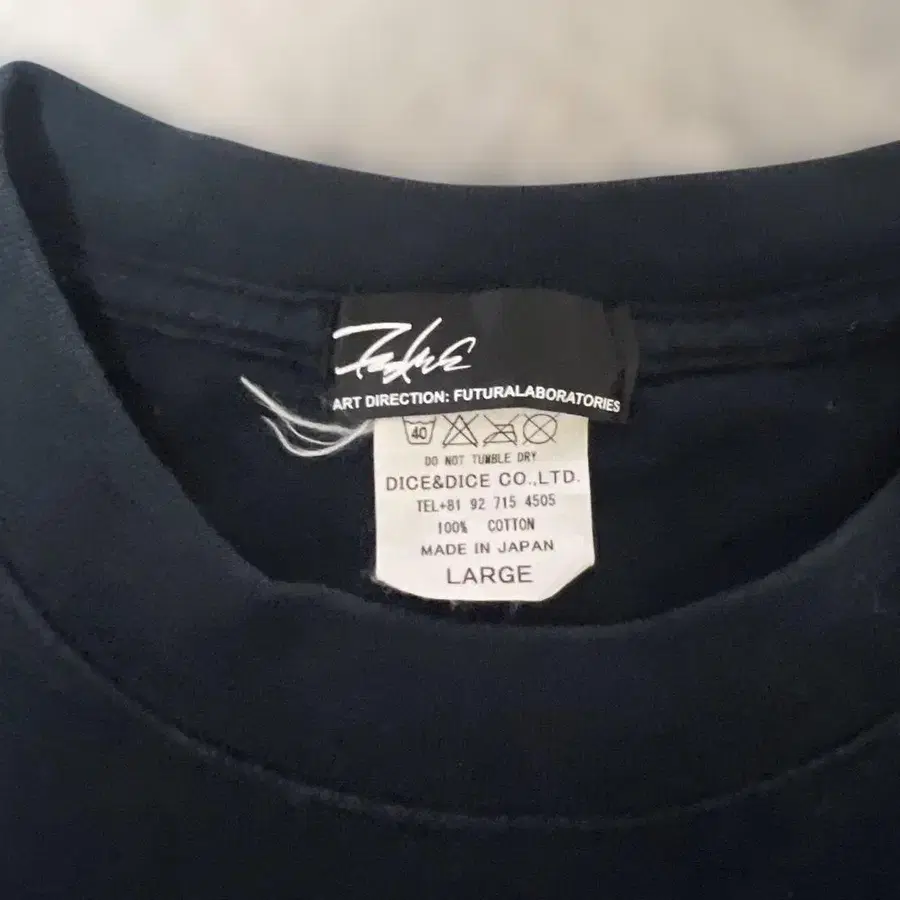 Futura
ART DIRECTION: FUTURALABORATORIES
40
DO NOT TUMBLE DRY
DICE&DICE CO.,LTD.
TEL+81 92 715 4505
100% COTTON
MADE IN JAPAN
LARGE